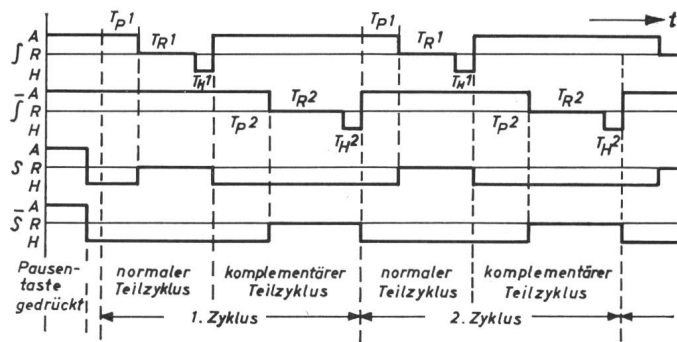 T_P1 T_P1 t
A
∫ R T_R1 T_R1
H T_H1 T_H1
A
∫̅ R T_R2 T_R2
H T_P2 T_H2 T_P2 T_H2
A
S R
H
A
S̅ R
H
Pausen- normaler komplementärer normaler komplementärer
taste Teilzyklus Teilzyklus Teilzyklus Teilzyklus
gedrückt
1. Zyklus 2. Zyklus